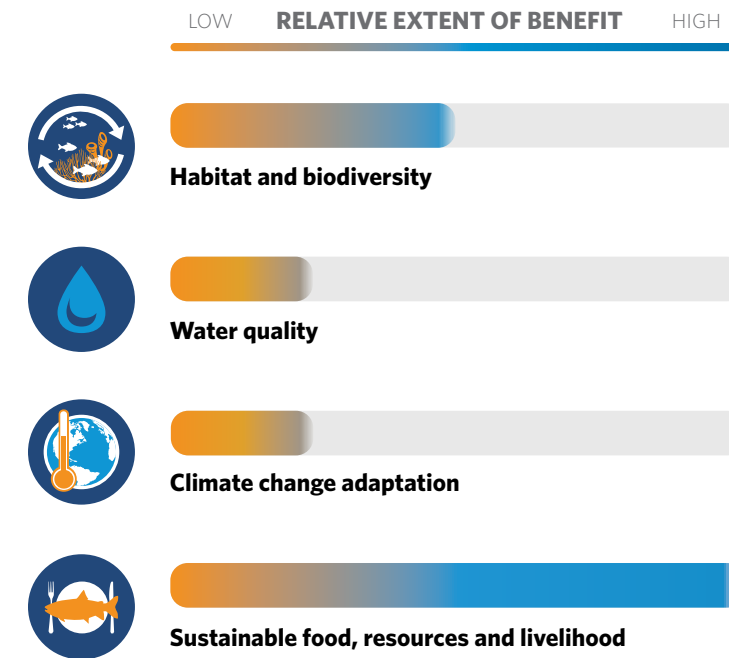 LOW RELATIVE EXTENT OF BENEFIT HIGH
Habitat and biodiversity
Water quality
Climate change adaptation
Sustainable food, resources and livelihood